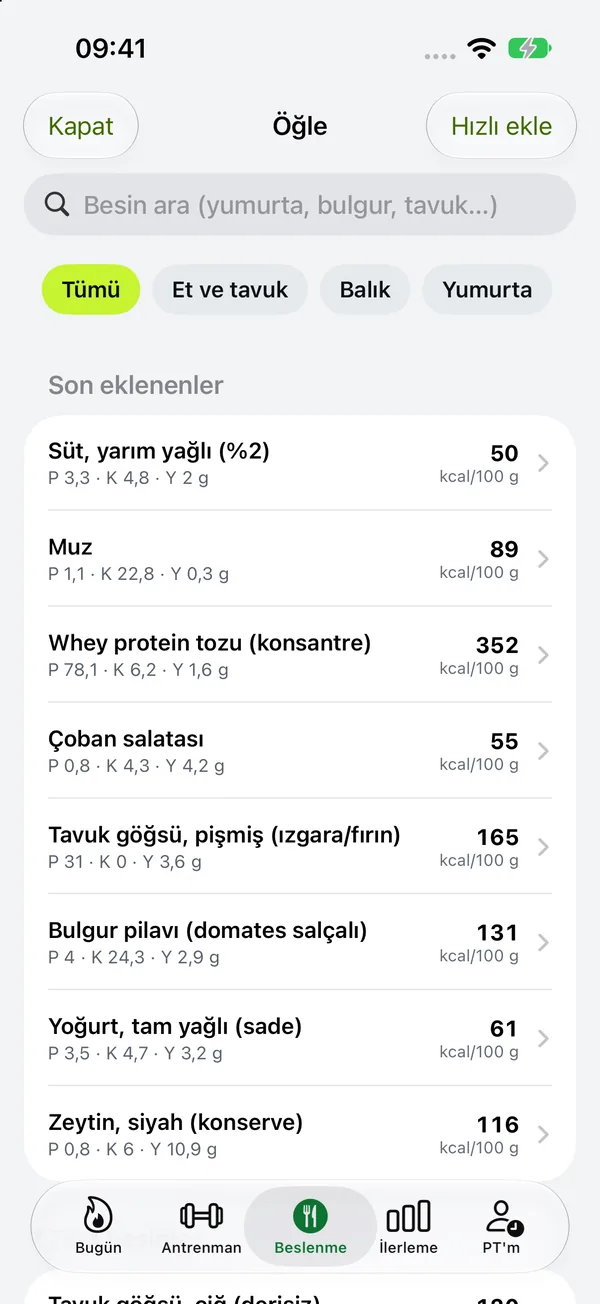 09:41
Kapat
Öğle
Hızlı ekle
Besin ara (yumurta, bulgur, tavuk...)
Tümü
Et ve tavuk
Balık
Yumurta
Son eklenenler
Süt, yarım yağlı (%2)
50
P 3,3 · K 4,8 · Y 2 g
kcal/100 g
Muz
89
P 1,1 · K 22,8 · Y 0,3 g
kcal/100 g
Whey protein tozu (konsantre)
352
P 78,1 · K 6,2 · Y 1,6 g
kcal/100 g
Çoban salatası
55
P 0,8 · K 4,3 · Y 4,2 g
kcal/100 g
Tavuk göğsü, pişmiş (ızgara/fırın)
165
P 31 · K 0 · Y 3,6 g
kcal/100 g
Bulgur pilavı (domates salçalı)
131
P 4 · K 24,3 · Y 2,9 g
kcal/100 g
Yoğurt, tam yağlı (sade)
61
P 3,5 · K 4,7 · Y 3,2 g
kcal/100 g
Zeytin, siyah (konserve)
116
P 0,8 · K 6 · Y 10,9 g
kcal/100 g
Bugün
Antrenman
Beslenme
İlerleme
PT'm
Tavuk göğsü, çiğ (derisiz)